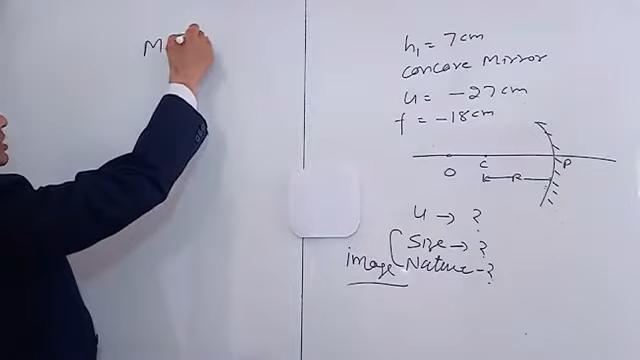 M
h₁ = 7cm
concave Mirror
u = -27cm
f = -18cm
O C P
R
u → ?
Size → ?
image Nature - ?